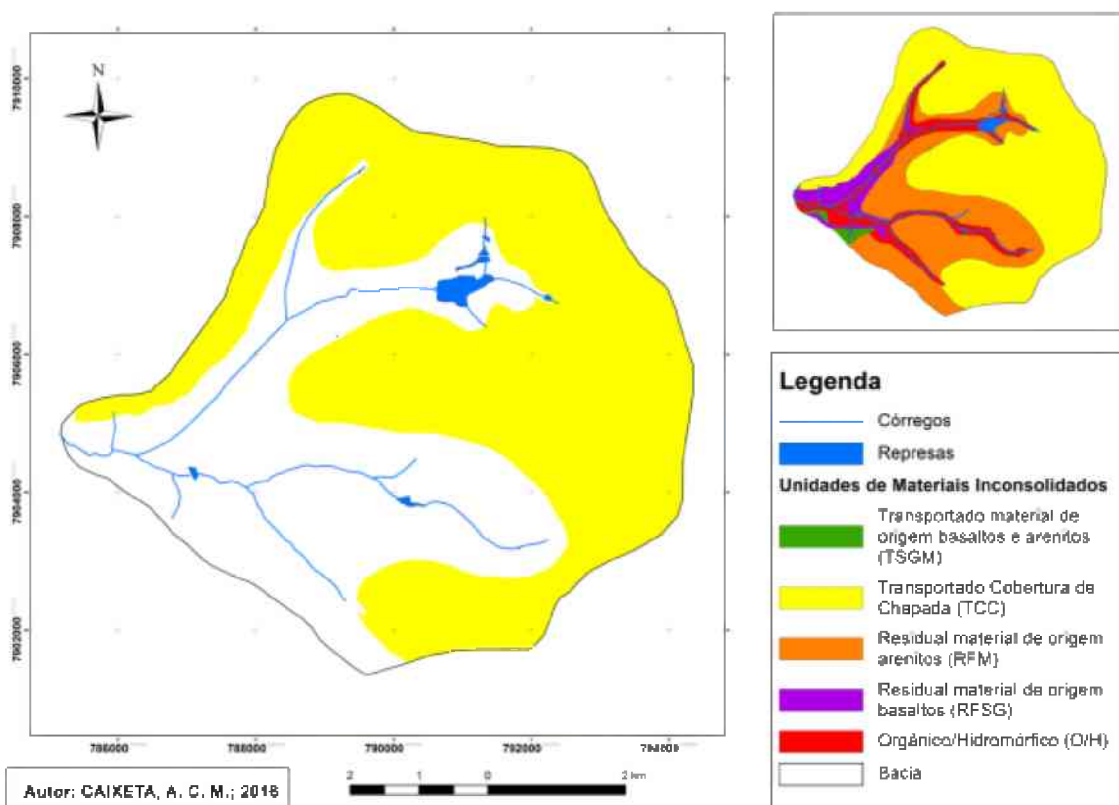 N
7910000
7908000
7906000
7904000
7902000
786000
788000
790000
792000
794000
Autor: CAIXETA, A. C. M.; 2016
2 1 0 2 km
Legenda
Córregos
Represas
Unidades de Materiais Inconsolidados
Transportado material de
origem basaltos e arenitos
(TSGM)
Transportado Cobertura de
Chapada (TCC)
Residual material de origem
arenitos (RFM)
Residual material de origem
basaltos (RFSG)
Orgânico/Hidromórfico (O/H)
Bacia